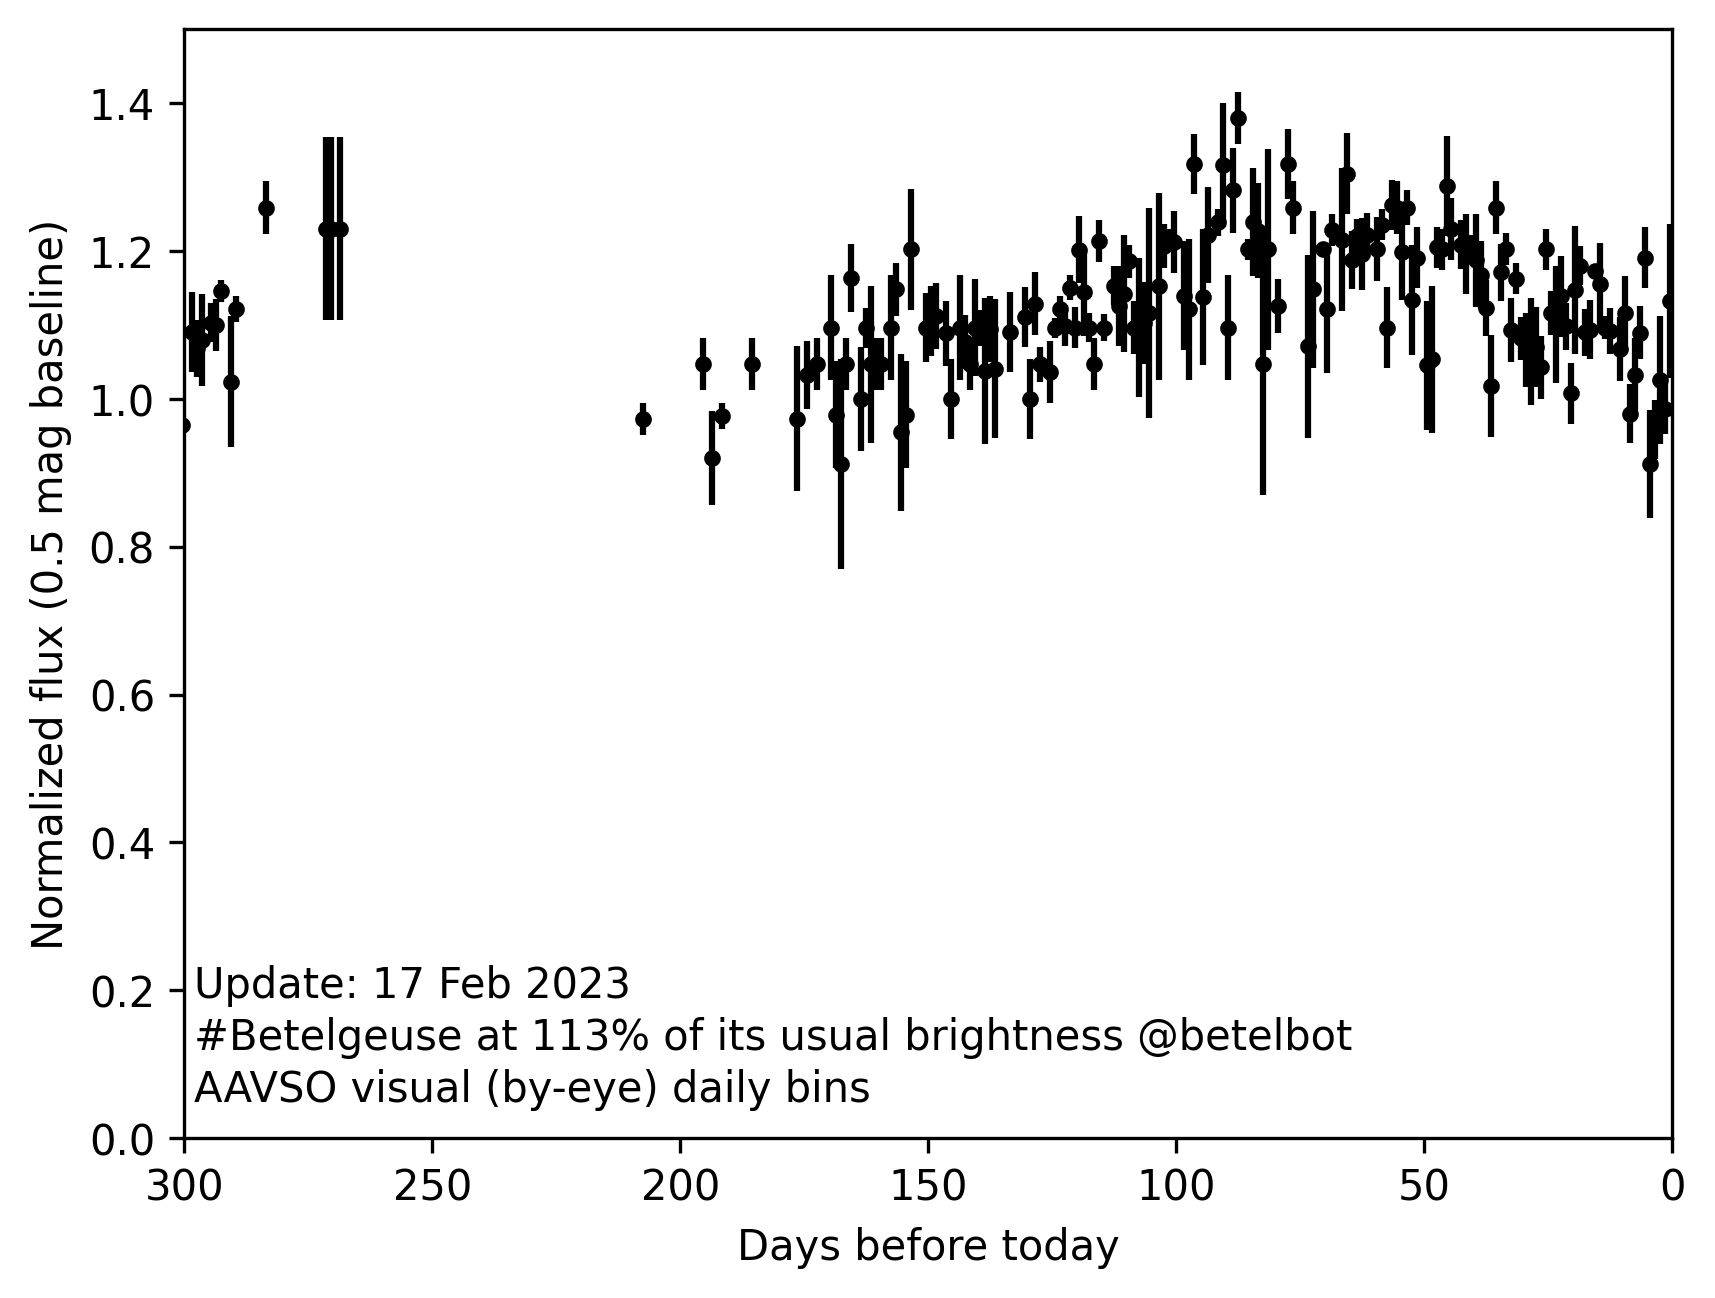 1.4
1.2
1.0
0.8
0.6
0.4
0.2
0.0
Normalized flux (0.5 mag baseline)
Update: 17 Feb 2023
#Betelgeuse at 113% of its usual brightness @betelbot
AAVSO visual (by-eye) daily bins
300 250 200 150 100 50 0
Days before today